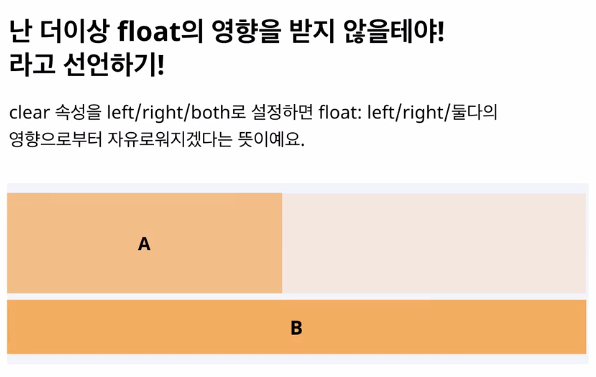 난 더이상 float의 영향을 받지 않을테야!
라고 선언하기!
clear 속성을 left/right/both로 설정하면 float: left/right/둘다의
영향으로부터 자유로워지겠다는 뜻이예요.
A
B